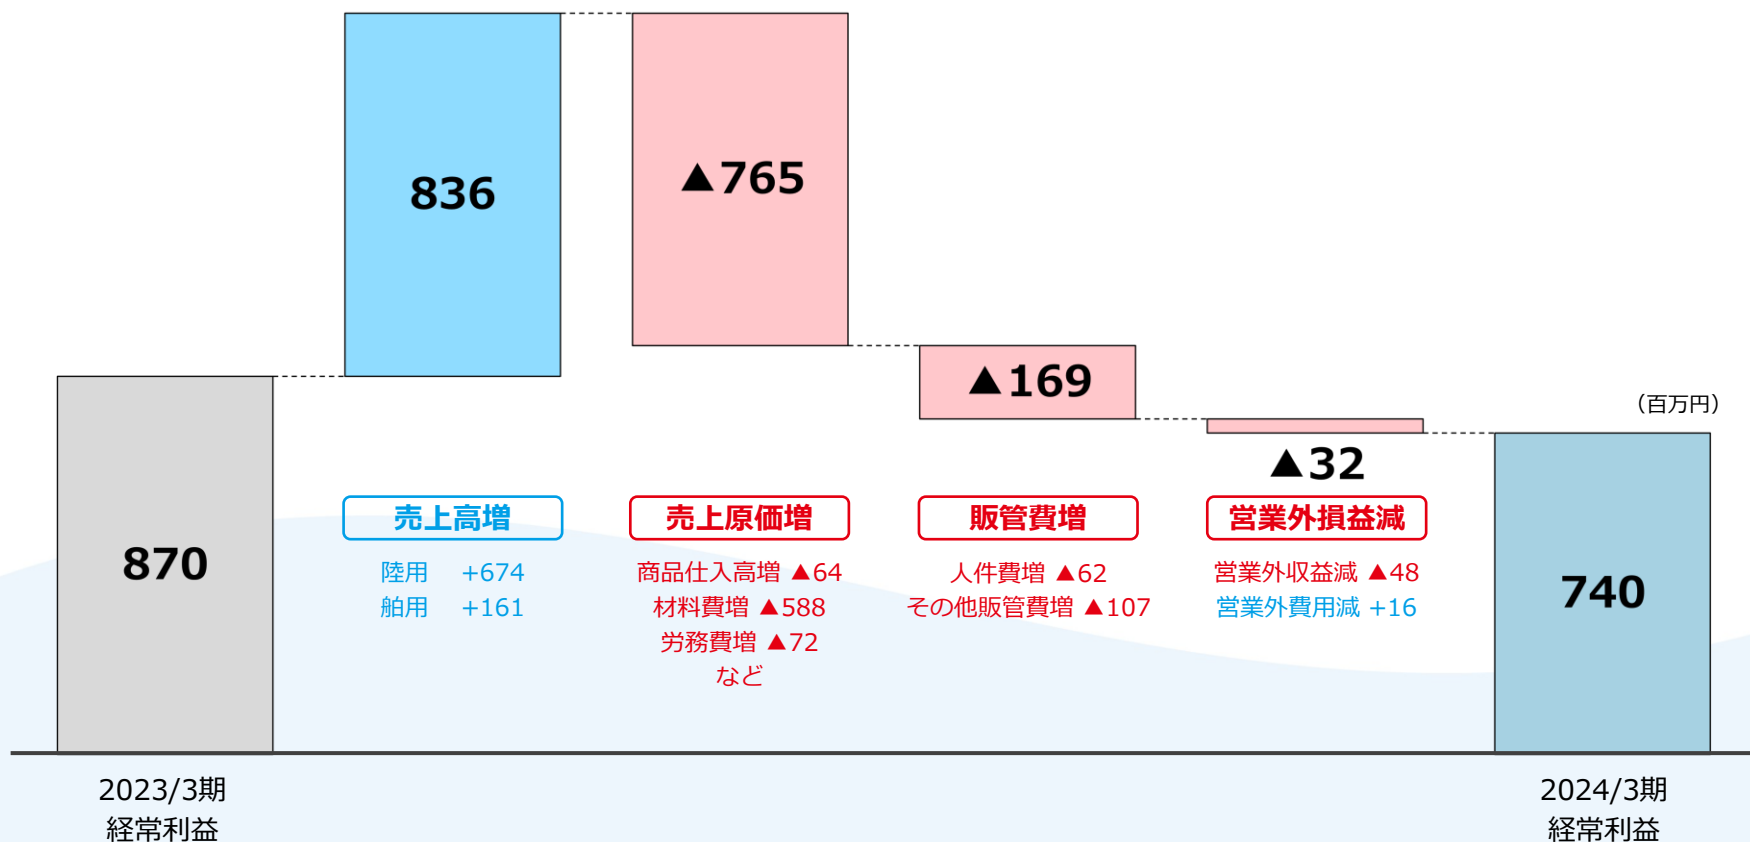 836
▲765
▲169
(百万円)
▲32
870
740
売上高増
陸用 +674
舶用 +161
売上原価増
商品仕入高増 ▲64
材料費増 ▲588
労務費増 ▲72
など
販管費増
人件費増 ▲62
その他販管費増 ▲107
営業外損益減
営業外収益減 ▲48
営業外費用減 +16
2023/3期
経常利益
2024/3期
経常利益